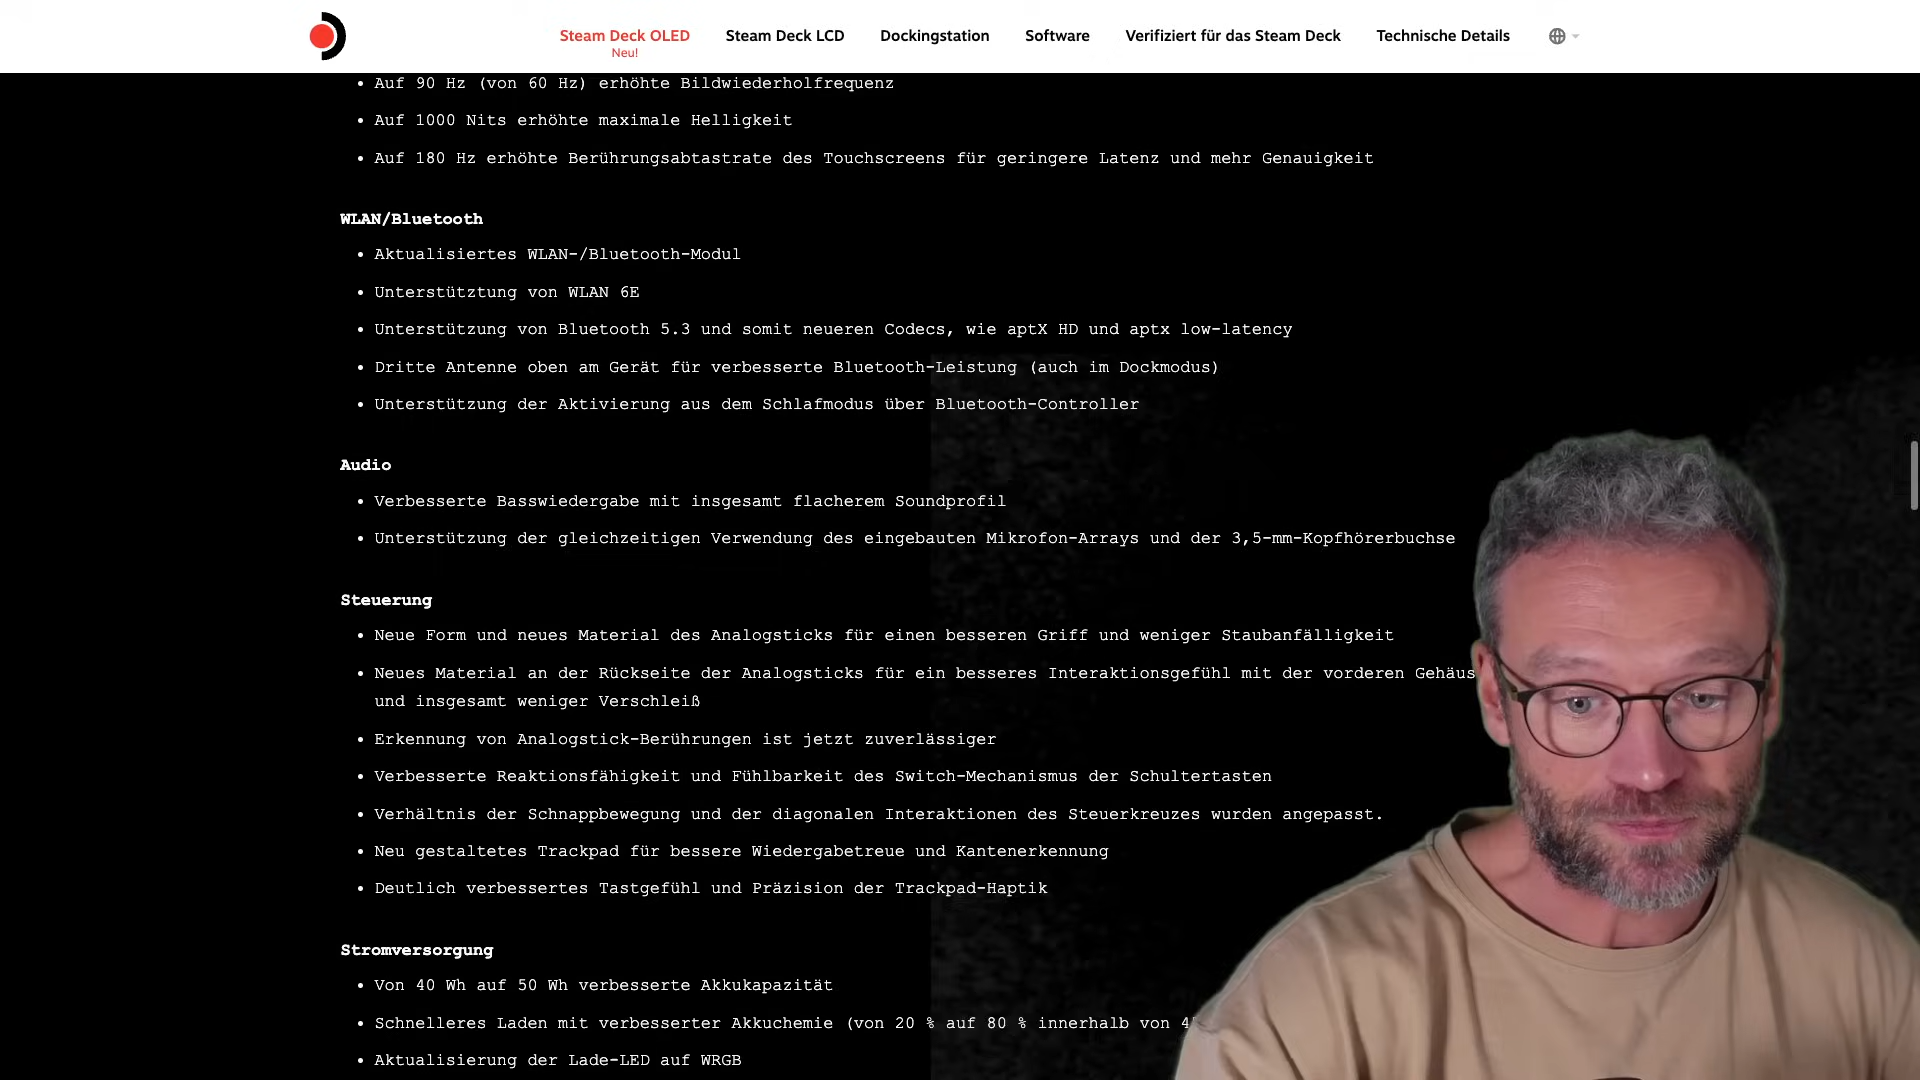 Steam Deck OLED Steam Deck LCD Dockingstation Software Verifiziert für das Steam Deck Technische Details
Neu!
• Auf 90 Hz (von 60 Hz) erhöhte Bildwiederholfrequenz
• Auf 1000 Nits erhöhte maximale Helligkeit
• Auf 180 Hz erhöhte Berührungsabtastrate des Touchscreens für geringere Latenz und mehr Genauigkeit
WLAN/Bluetooth
• Aktualisiertes WLAN-/Bluetooth-Modul
• Unterstütztung von WLAN 6E
• Unterstützung von Bluetooth 5.3 und somit neueren Codecs, wie aptX HD und aptx low-latency
• Dritte Antenne oben am Gerät für verbesserte Bluetooth-Leistung (auch im Dockmodus)
• Unterstützung der Aktivierung aus dem Schlafmodus über Bluetooth-Controller
Audio
• Verbesserte Basswiedergabe mit insgesamt flacherem Soundprofil
• Unterstützung der gleichzeitigen Verwendung des eingebauten Mikrofon-Arrays und der 3,5-mm-Kopfhörerbuchse
Steuerung
• Neue Form und neues Material des Analogsticks für einen besseren Griff und weniger Staubanfälligkeit
• Neues Material an der Rückseite der Analogsticks für ein besseres Interaktionsgefühl mit der vorderen Gehäus
und insgesamt weniger Verschleiß
• Erkennung von Analogstick-Berührungen ist jetzt zuverlässiger
• Verbesserte Reaktionsfähigkeit und Fühlbarkeit des Switch-Mechanismus der Schultertasten
• Verhältnis der Schnappbewegung und der diagonalen Interaktionen des Steuerkreuzes wurden angepasst.
• Neu gestaltetes Trackpad für bessere Wiedergabetreue und Kantenerkennung
• Deutlich verbessertes Tastgefühl und Präzision der Trackpad-Haptik
Stromversorgung
• Von 40 Wh auf 50 Wh verbesserte Akkukapazität
• Schnelleres Laden mit verbesserter Akkuchemie (von 20 % auf 80 % innerhalb von
• Aktualisierung der Lade-LED auf WRGB